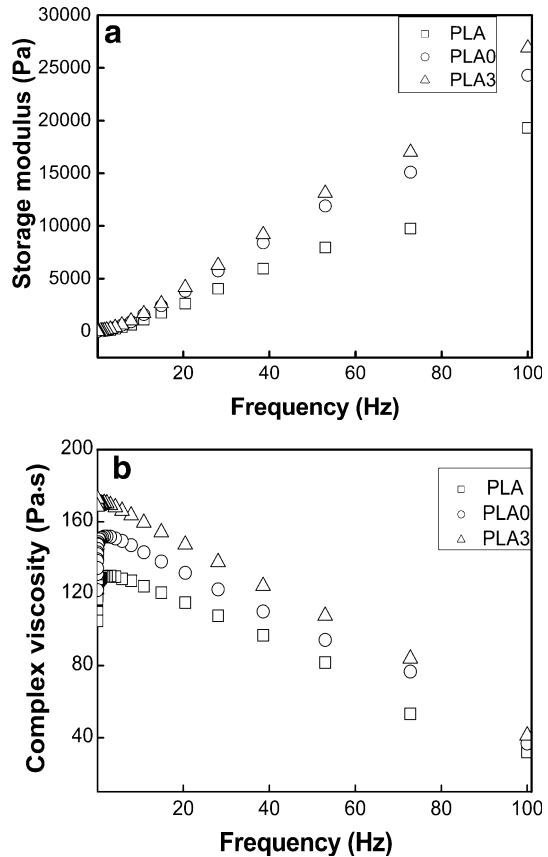 a
PLA
PLA0
PLA3
30000
25000
20000
15000
10000
5000
0
Storage modulus (Pa)
20 40 60 80 100
Frequency (Hz)
b
PLA
PLA0
PLA3
200
160
120
80
40
Complex viscosity (Pa·s)
20 40 60 80 100
Frequency (Hz)